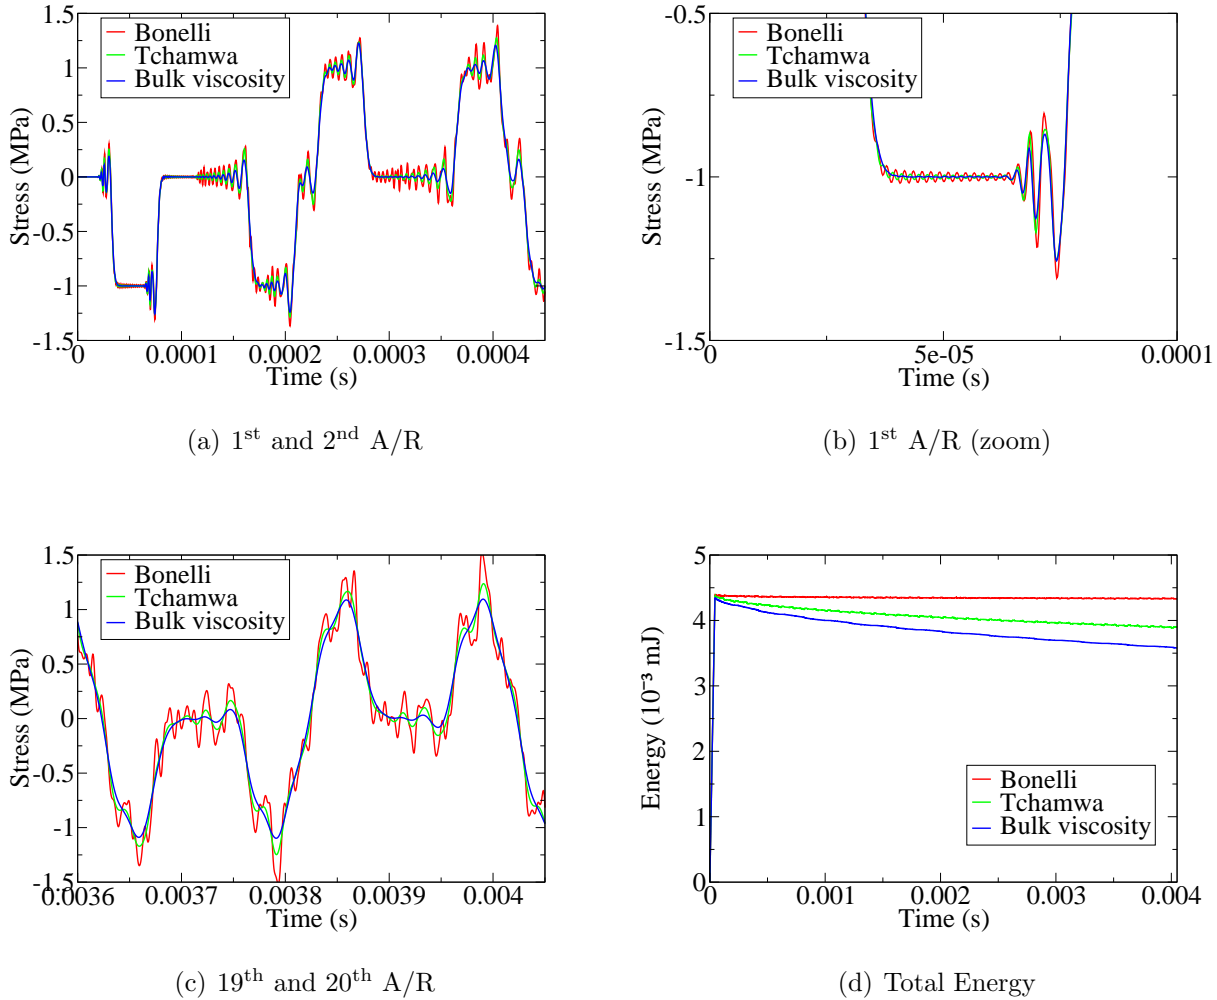 1.5
1
0.5
0
-0.5
-1
-1.5
Stress (MPa)
Bonelli
Tchamwa
Bulk viscosity
0 0.0001 0.0002 0.0003 0.0004
Time (s)
(a) 1st and 2nd A/R
-0.5
-1
-1.5
Stress (MPa)
Bonelli
Tchamwa
Bulk viscosity
0 5e-05 0.0001
Time (s)
(b) 1st A/R (zoom)
1.5
1
0.5
0
-0.5
-1
-1.5
Stress (MPa)
Bonelli
Tchamwa
Bulk viscosity
0.0036 0.0037 0.0038 0.0039 0.004
Time (s)
(c) 19th and 20th A/R
5
4
3
2
1
0
Energy (10⁻³ mJ)
Bonelli
Tchamwa
Bulk viscosity
0 0.001 0.002 0.003 0.004
Time (s)
(d) Total Energy